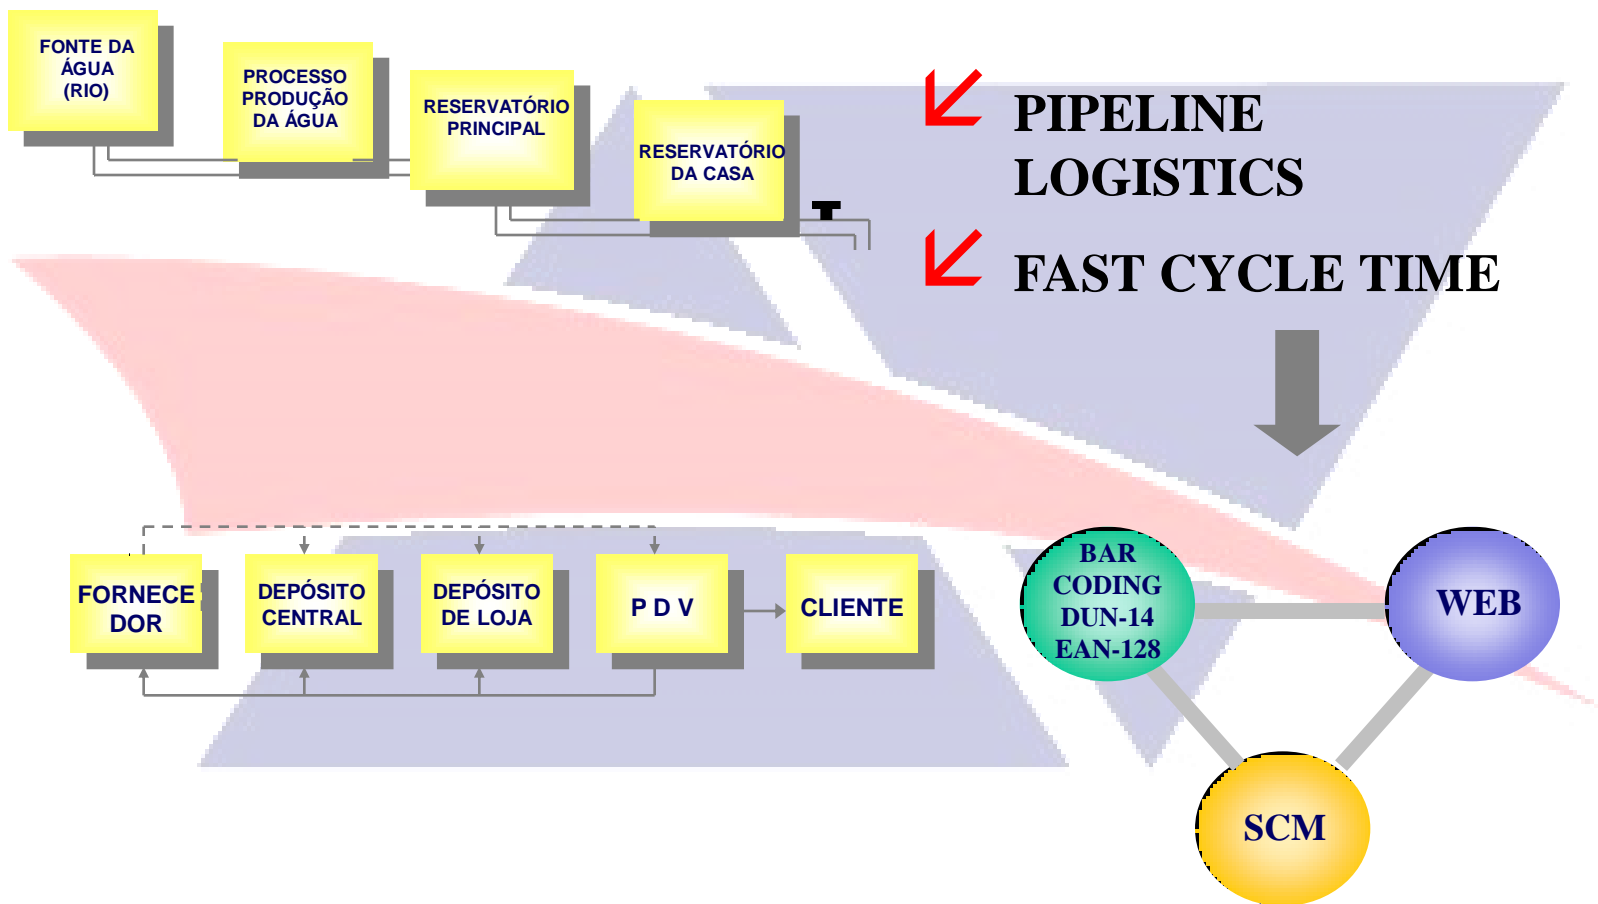 FONTE DA
ÁGUA
(RIO)
PROCESSO
PRODUÇÃO
DA ÁGUA
RESERVATÓRIO
PRINCIPAL
RESERVATÓRIO
DA CASA
PIPELINE
LOGISTICS
FAST CYCLE TIME
FORNECE
DOR
DEPÓSITO
CENTRAL
DEPÓSITO
DE LOJA
P D V
CLIENTE
BAR
CODING
DUN-14
EAN-128
WEB
SCM